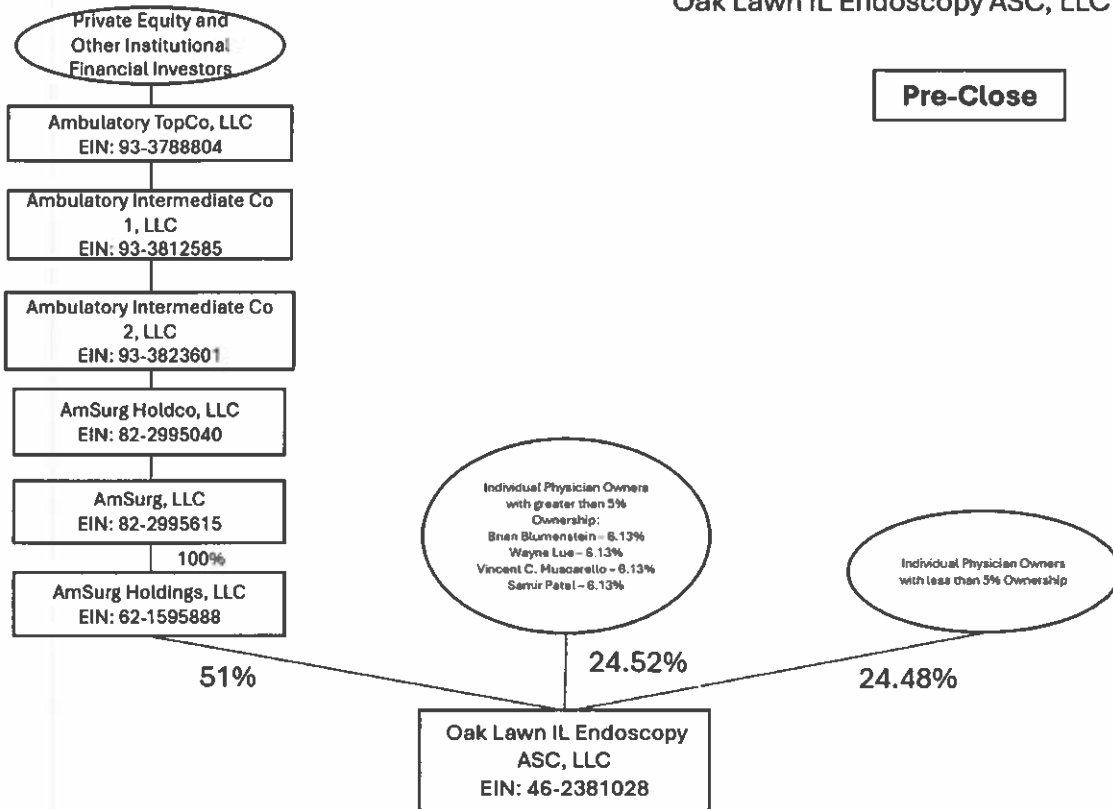 Oak Lawn IL Endoscopy ASC, LLC
Pre-Close
Private Equity and
Other Institutional
Financial Investors
Ambulatory TopCo, LLC
EIN: 93-3788804
Ambulatory Intermediate Co
1, LLC
EIN: 93-3812585
Ambulatory Intermediate Co
2, LLC
EIN: 93-3823601
AmSurg Holdco, LLC
EIN: 82-2995040
AmSurg, LLC
EIN: 82-2995615
100%
AmSurg Holdings, LLC
EIN: 62-1595888
Individual Physician Owners
with greater than 5%
Ownership:
Brian Blumenstein – 6.13%
Wayne Lue – 6.13%
Vincent C. Muscarello – 6.13%
Samir Patel – 6.13%
Individual Physician Owners
with less than 5% Ownership
51%
24.52%
24.48%
Oak Lawn IL Endoscopy
ASC, LLC
EIN: 46-2381028